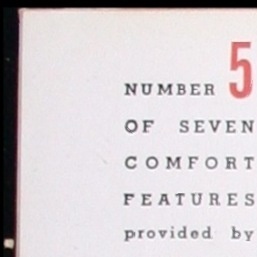 NUMBER 5
OF SEVEN
COMFORT
FEATURES
provided by